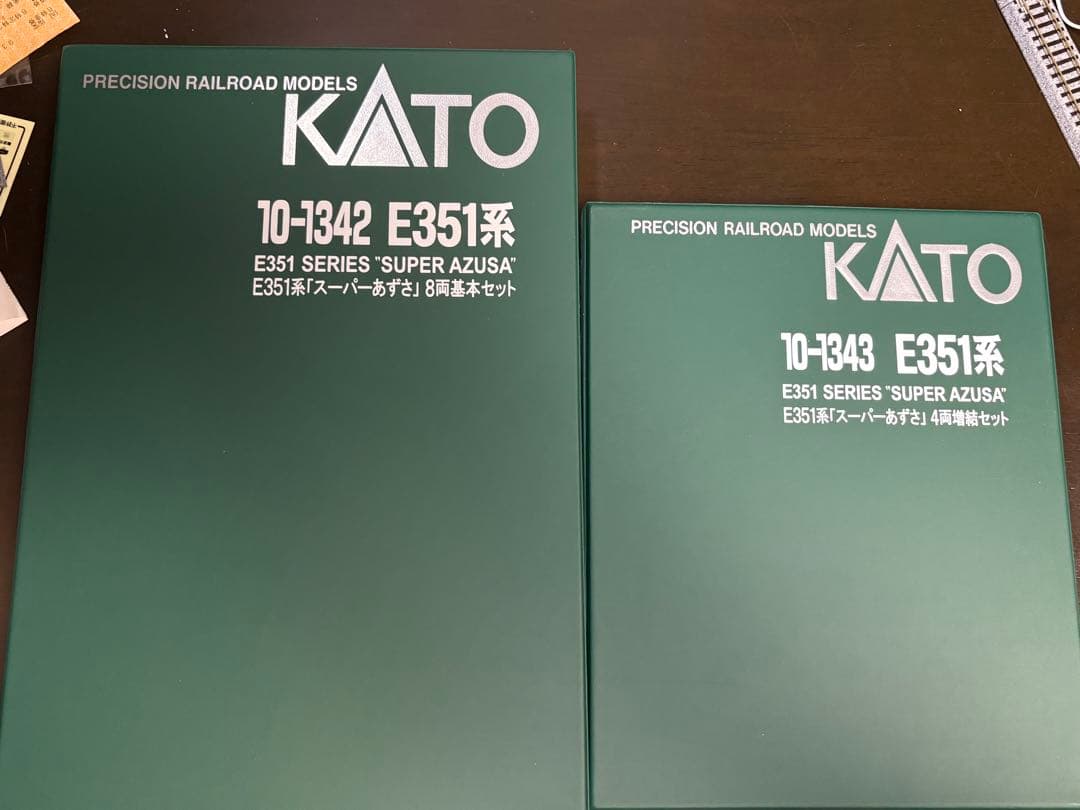 PRECISION RAILROAD MODELS
KATO
10-1342 E351系
E351 SERIES "SUPER AZUSA"
E351系「スーパーあずさ」8両基本セット
PRECISION RAILROAD MODELS
KATO
10-1343 E351系
E351 SERIES "SUPER AZUSA"
E351系「スーパーあずさ」4両増結セット